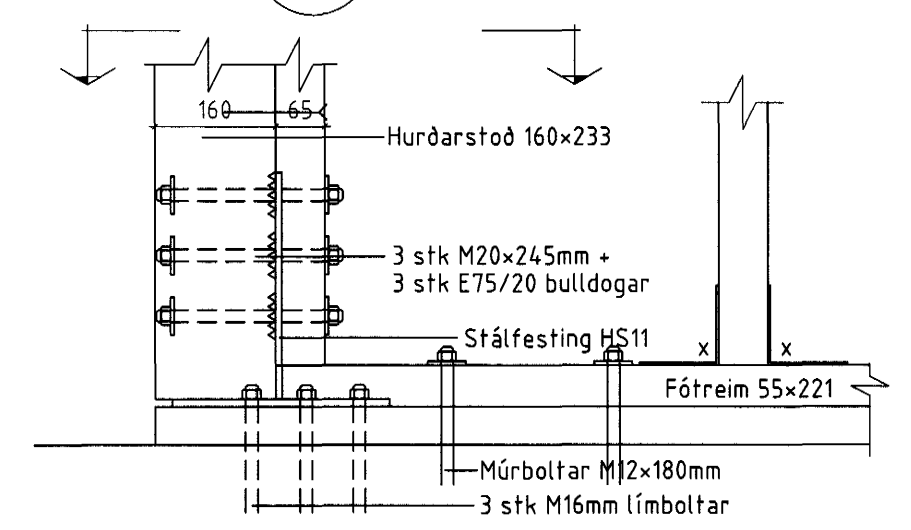 160 65
Hurðarstoð 160×233
3 stk M20×245mm +
3 stk E75/20 bulldogar
Stálfesting HS11
x x
Fótreim 55×221
Múrboltar M12×180mm
3 stk M16mm límboltar